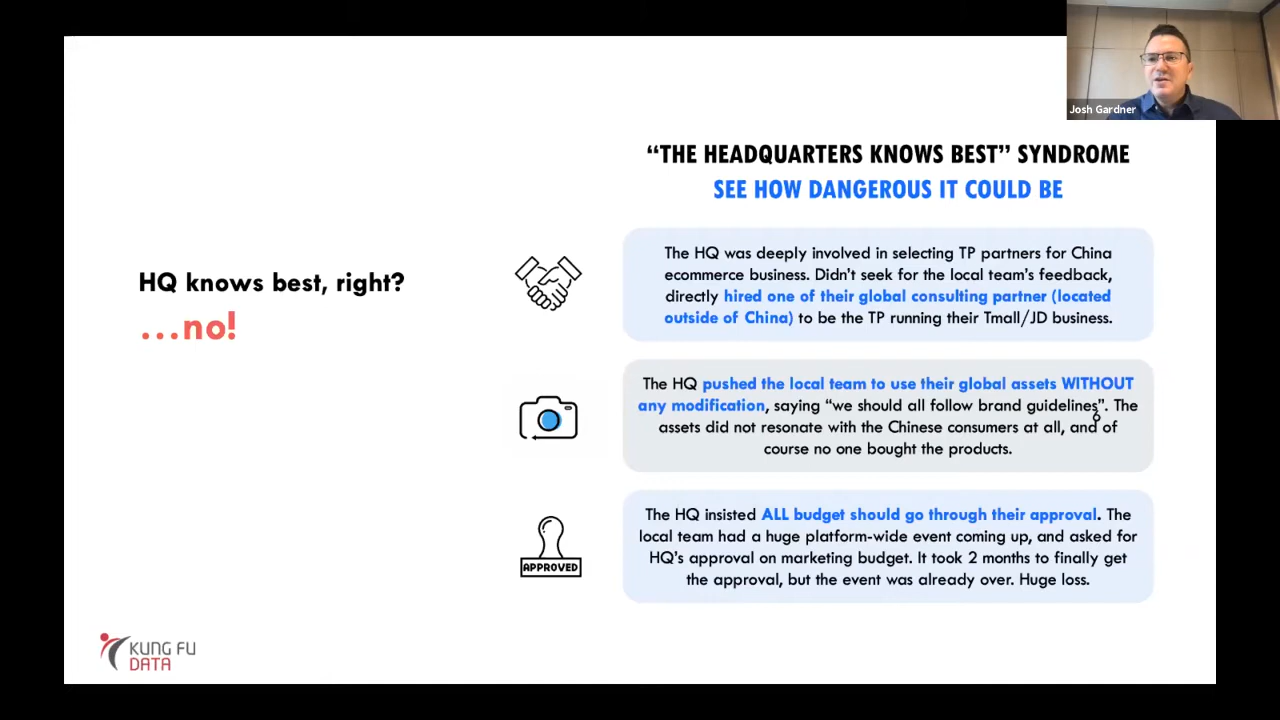 Josh Gardner
“THE HEADQUARTERS KNOWS BEST” SYNDROME
SEE HOW DANGEROUS IT COULD BE
HQ knows best, right?
...no!
The HQ was deeply involved in selecting TP partners for China
ecommerce business. Didn't seek for the local team's feedback,
directly hired one of their global consulting partner (located
outside of China) to be the TP running their Tmall/JD business.
The HQ pushed the local team to use their global assets WITHOUT
any modification, saying “we should all follow brand guidelines”. The
assets did not resonate with the Chinese consumers at all, and of
course no one bought the products.
APPROVED
The HQ insisted ALL budget should go through their approval. The
local team had a huge platform-wide event coming up, and asked for
HQ's approval on marketing budget. It took 2 months to finally get
the approval, but the event was already over. Huge loss.
KUNG FU
DATA